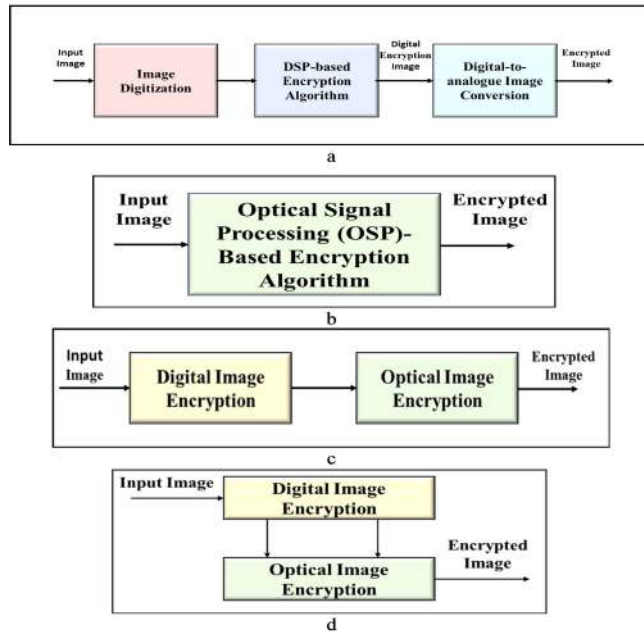 Input
Image
Image
Digitization
DSP-based
Encryption
Algorithm
Digital
Encryption
Image
Digital-to-
analogue Image
Conversion
Encrypted
Image
a
Input
Image
Optical Signal
Processing (OSP)-
Based Encryption
Algorithm
Encrypted
Image
b
Input
Image
Digital Image
Encryption
Optical Image
Encryption
Encrypted
Image
c
Input Image
Digital Image
Encryption
Optical Image
Encryption
Encrypted
Image
d